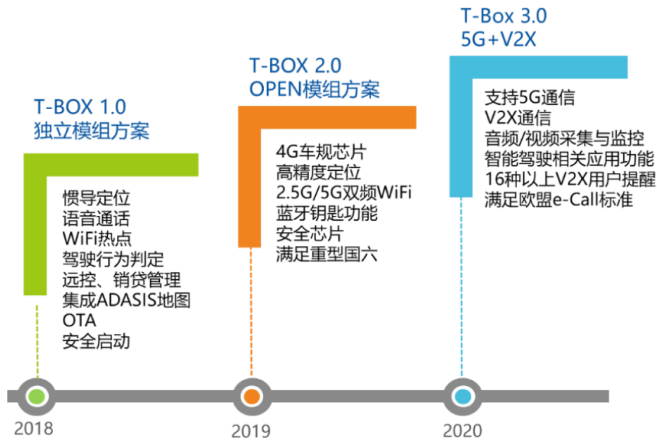 T-BOX 1.0
独立模组方案
惯导定位
语音通话
WiFi热点
驾驶行为判定
远控、销贷管理
集成ADASIS地图
OTA
安全启动
2018
T-BOX 2.0
OPEN模组方案
4G车规芯片
高精度定位
2.5G/5G双频WiFi
蓝牙钥匙功能
安全芯片
满足重型国六
2019
T-Box 3.0
5G+V2X
支持5G通信
V2X通信
音频/视频采集与监控
智能驾驶相关应用功能
16种以上V2X用户提醒
满足欧盟e-Call标准
2020